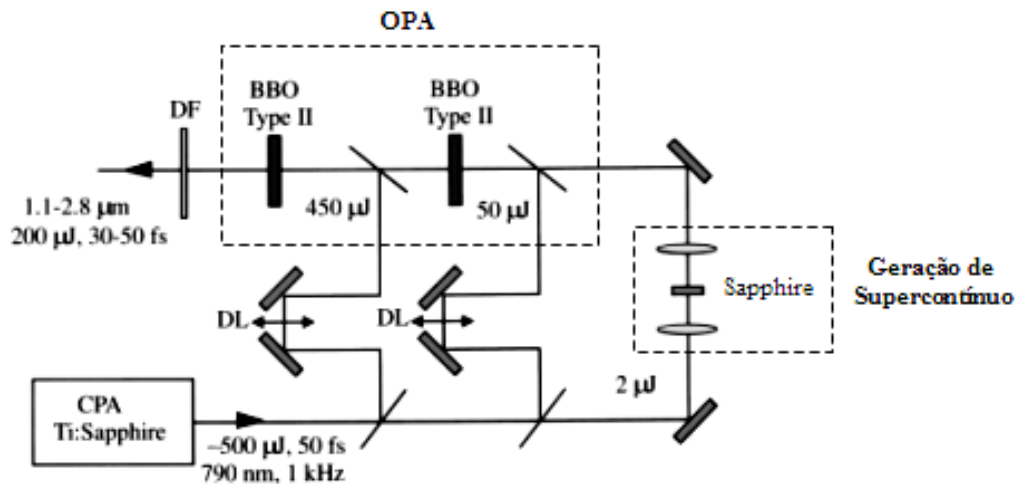 OPA
BBO
Type II
BBO
Type II
DF
450 µJ
50 µJ
1.1-2.8 µm
200 µJ, 30-50 fs
Sapphire
Geração de
Supercontínuo
DL
DL
2 µJ
CPA
Ti:Sapphire
~500 µJ, 50 fs
790 nm, 1 kHz